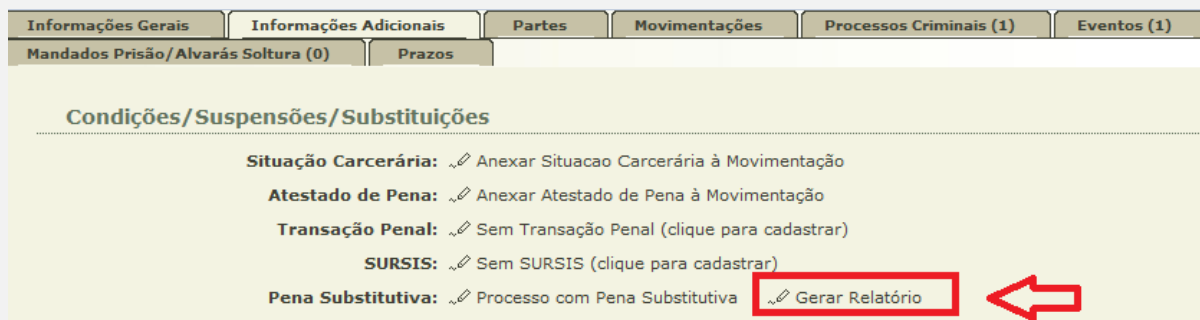 Informações Gerais Informações Adicionais Partes Movimentações Processos Criminais (1) Eventos (1)
Mandados Prisão/Alvarás Soltura (0) Prazos
Condições/Suspensões/Substituições
Situação Carcerária: Anexar Situacao Carcerária à Movimentação
Atestado de Pena: Anexar Atestado de Pena à Movimentação
Transação Penal: Sem Transação Penal (clique para cadastrar)
SURSIS: Sem SURSIS (clique para cadastrar)
Pena Substitutiva: Processo com Pena Substitutiva Gerar Relatório